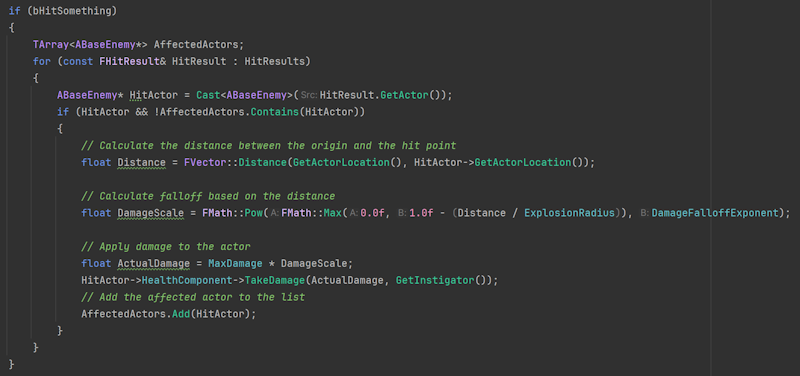 if (bHitSomething)
{
TArray<ABaseEnemy*> AffectedActors;
for (const FHitResult& HitResult : HitResults)
{
ABaseEnemy* HitActor = Cast<ABaseEnemy>( Src: HitResult.GetActor());
if (HitActor && !AffectedActors.Contains(HitActor))
{
// Calculate the distance between the origin and the hit point
float Distance = FVector::Distance(GetActorLocation(), HitActor->GetActorLocation());
// Calculate falloff based on the distance
float DamageScale = FMath::Pow( A: FMath::Max( A: 0.0f, B: 1.0f - (Distance / ExplosionRadius)), B: DamageFalloffExponent);
// Apply damage to the actor
float ActualDamage = MaxDamage * DamageScale;
HitActor->HealthComponent->TakeDamage(ActualDamage, GetInstigator());
// Add the affected actor to the list
AffectedActors.Add(HitActor);
}
}
}